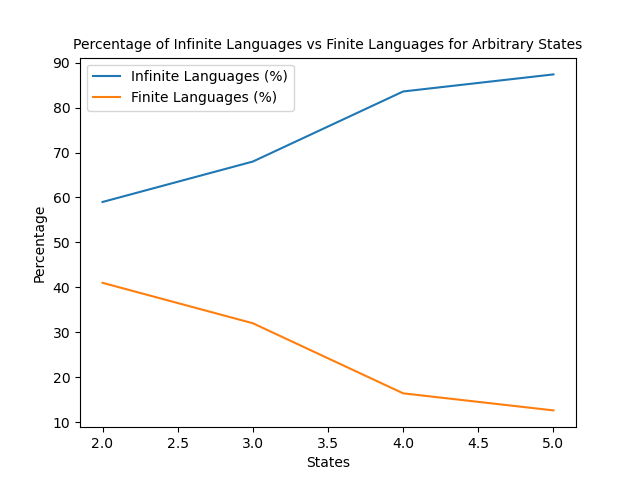 Percentage of Infinite Languages vs Finite Languages for Arbitrary States
Infinite Languages (%)
Finite Languages (%)
Percentage
90
80
70
60
50
40
30
20
10
2.0 2.5 3.0 3.5 4.0 4.5 5.0
States